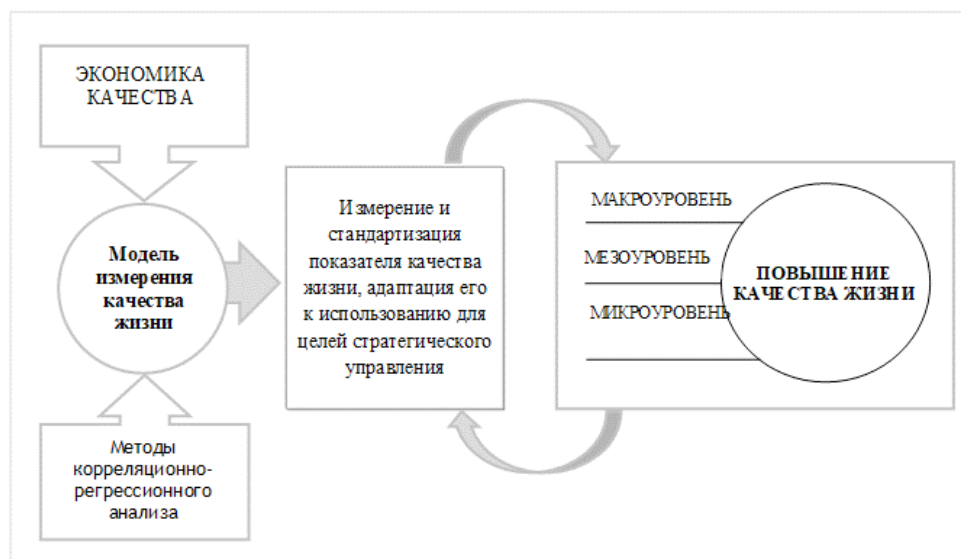 ЭКОНОМИКА
КАЧЕСТВА
Модель
измерения
качества
жизни
Методы
корреляционно-
регрессионного
анализа
Измерение и
стандартизация
показателя качества
жизни, адаптация его
к использованию для
целей стратегического
управления
МАКРОУРОВЕНЬ
МЕЗОУРОВЕНЬ
МИКРОУРОВЕНЬ
ПОВЫШЕНИЕ
КАЧЕСТВА ЖИЗНИ